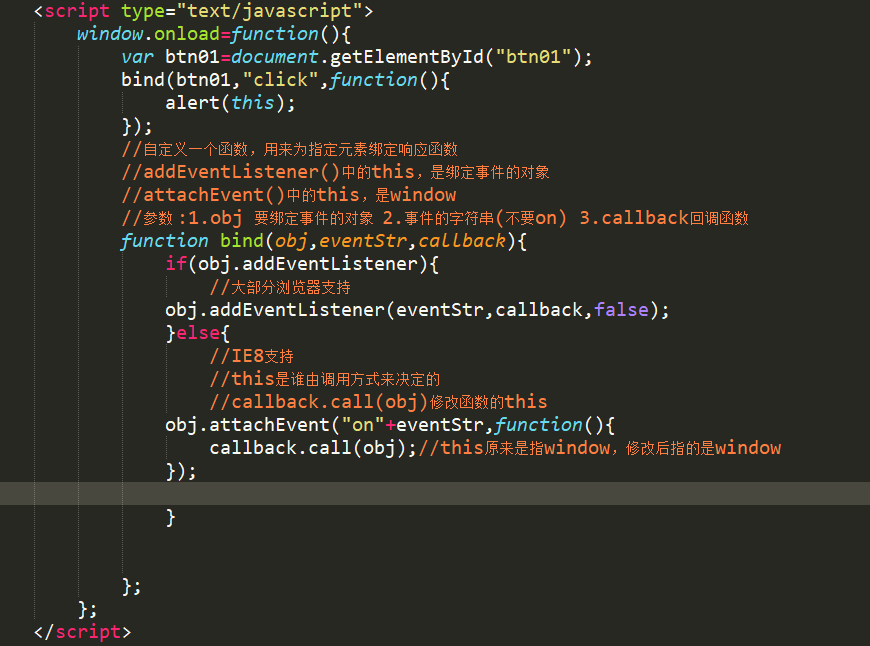 <script type="text/javascript">
window.onload=function(){
var btn01=document.getElementById("btn01");
bind(btn01,"click",function(){
alert(this);
});
//自定义一个函数，用来为指定元素绑定响应函数
//addEventListener()中的this，是绑定事件的对象
//attachEvent()中的this，是window
//参数:1.obj 要绑定事件的对象 2.事件的字符串(不要on) 3.callback回调函数
function bind(obj,eventStr,callback){
if(obj.addEventListener){
//大部分浏览器支持
obj.addEventListener(eventStr,callback,false);
}else{
//IE8支持
//this是谁由调用方式来决定的
//callback.call(obj)修改函数的this
obj.attachEvent("on"+eventStr,function(){
callback.call(obj);//this原来是指window，修改后指的是window
});
}
};
};
</script>